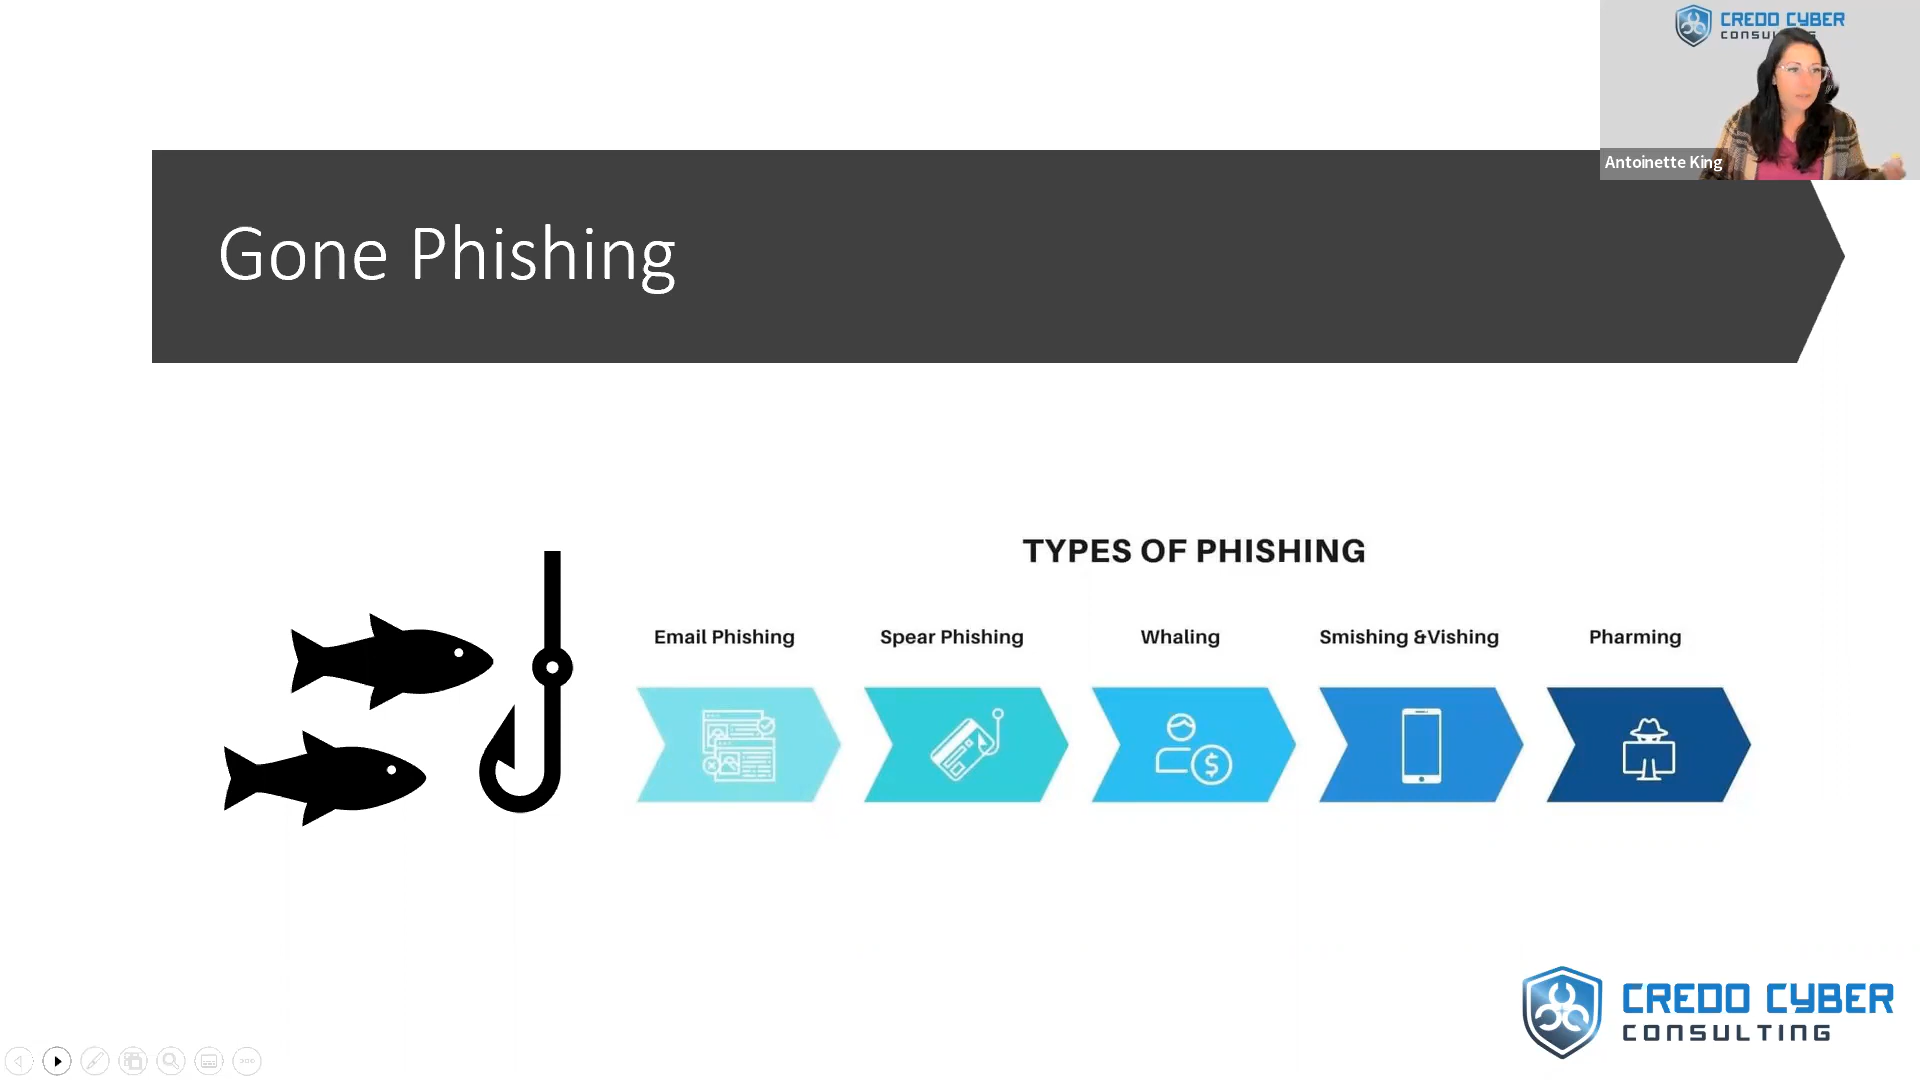 CREDO CYBER
Antoinette King
Gone Phishing
TYPES OF PHISHING
Email Phishing
Spear Phishing
Whaling
Smishing &Vishing
Pharming
$
CREDO CYBER
CONSULTING